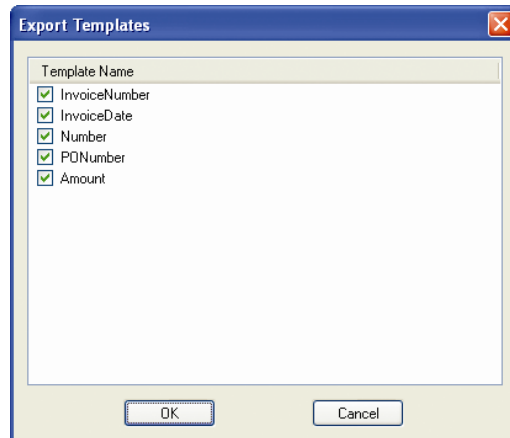 Export Templates
Template Name
InvoiceNumber
InvoiceDate
Number
PONumber
Amount
OK Cancel